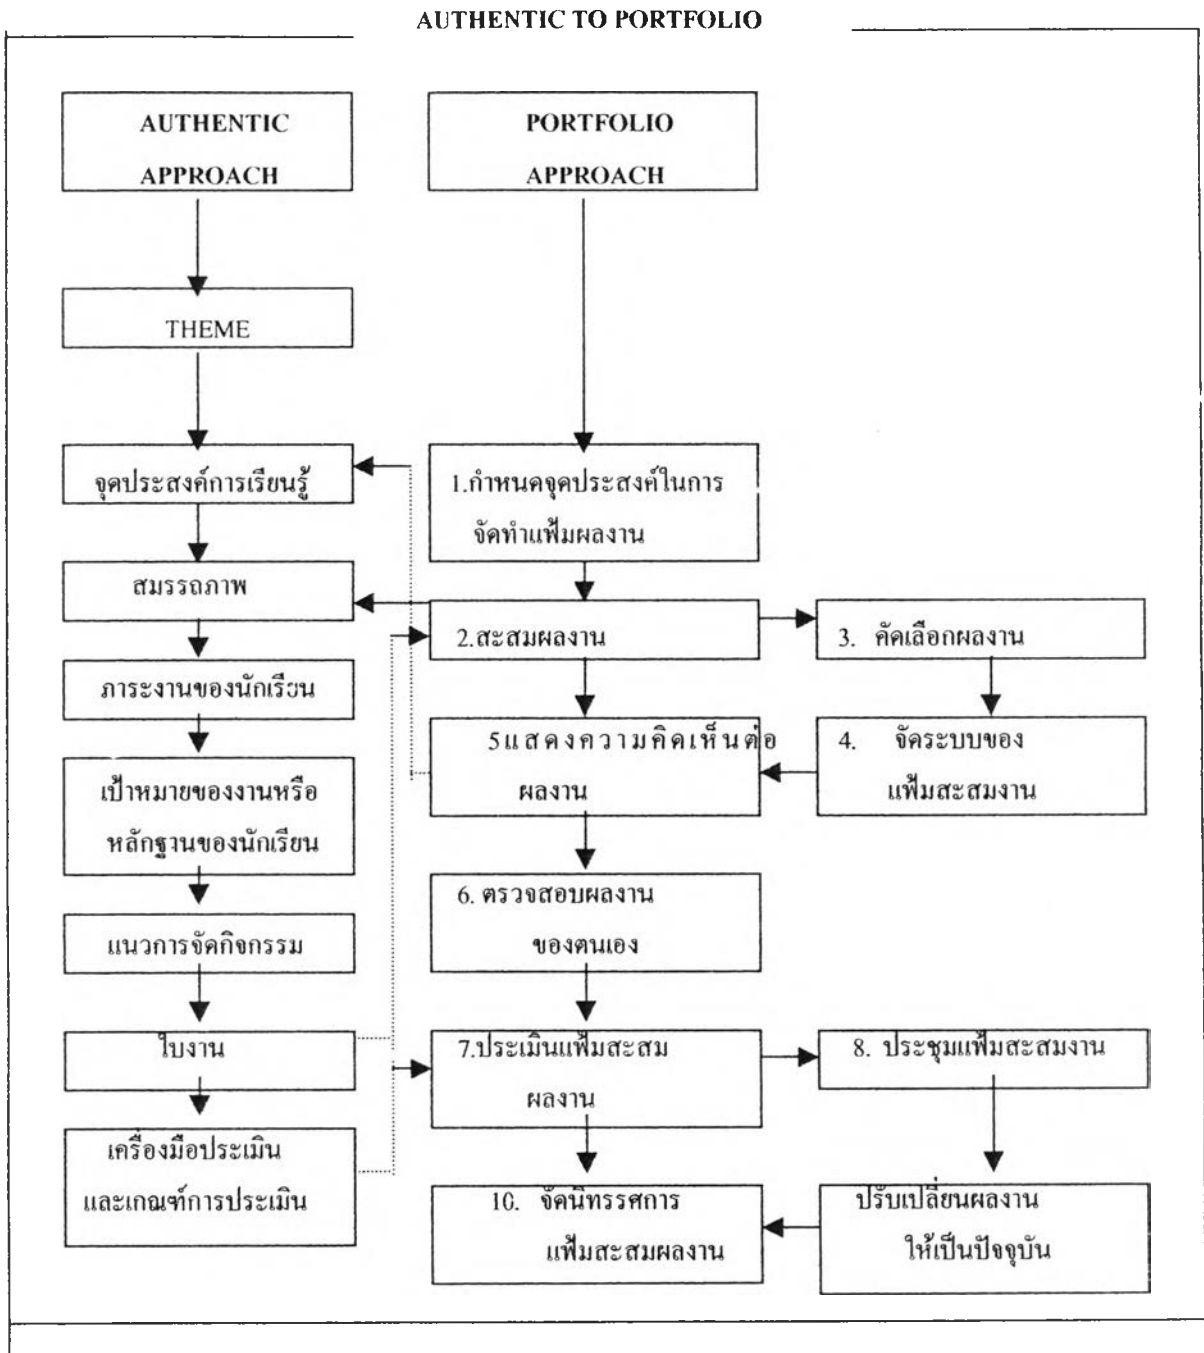 AUTHENTIC TO PORTFOLIO
AUTHENTIC
APPROACH
THEME
จุดประสงค์การเรียนรู้
สมรรถภาพ
ภาระงานของนักเรียน
เป้าหมายของงานหรือ
หลักฐานของนักเรียน
แนวการจัดกิจกรรม
ใบงาน
เครื่องมือประเมิน
และเกณฑ์การประเมิน
PORTFOLIO
APPROACH
1.กำหนดจุดประสงค์ในการ
จัดทำแฟ้มผลงาน
2.สะสมผลงาน
3. คัดเลือกผลงาน
4. จัดระบบของ
แฟ้มสะสมงาน
5แสดงความคิดเห็นต่อ
ผลงาน
6. ตรวจสอบผลงาน
ของตนเอง
7.ประเมินแฟ้มสะสม
ผลงาน
8. ประชุมแฟ้มสะสมงาน
ปรับเปลี่ยนผลงาน
ให้เป็นปัจจุบัน
10. จัดนิทรรศการ
แฟ้มสะสมผลงาน